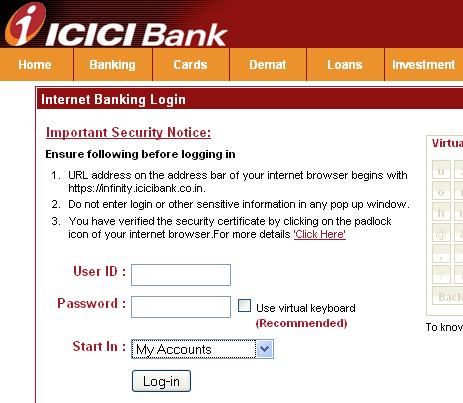 ICICI Bank
Home Banking Cards Demat Loans Investment
Internet Banking Login
Important Security Notice:
Ensure following before logging in
1. URL address on the address bar of your internet browser begins with
https://infinity.icicibank.co.in.
2. Do not enter login or other sensitive information in any pop up window.
3. You have verified the security certificate by clicking on the padlock
icon of your internet browser.For more details 'Click Here'
User ID :
Password :
Use virtual keyboard
(Recommended)
Start In :
My Accounts
Log-in
Virtua
u
o
h
@
Back
To know